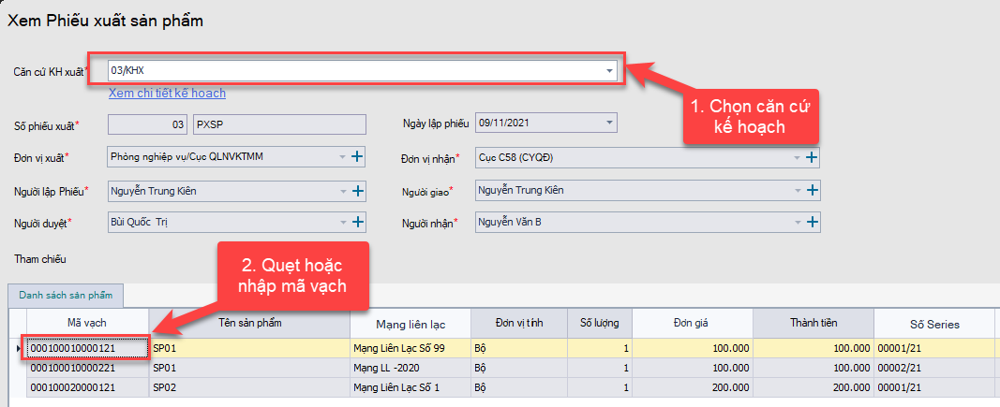 Xem Phiếu xuất sản phẩm
Căn cứ KH xuất* 03/KHX
Xem chi tiết kế hoạch
1. Chọn căn cứ
kế hoạch
Số phiếu xuất* 03 PXSP Ngày lập phiếu 09/11/2021
Đơn vị xuất* Phòng nghiệp vụ/Cục QLNVKTMM Đơn vị nhận* Cục C58 (CYQĐ)
Người lập Phiếu* Nguyễn Trung Kiên Người giao* Nguyễn Trung Kiên
Người duyệt* Bùi Quốc Trị Người nhận* Nguyễn Văn B
Tham chiếu
2. Quẹt hoặc
nhập mã vạch
Danh sách sản phẩm
Mã vạch Tên sản phẩm Mạng liên lạc Đơn vị tính Số lượng Đơn giá Thành tiền Số Series
000100010000121 SP01 Mạng Liên Lạc Số 99 Bộ 1 100.000 100.000 00001/21
000100010000221 SP01 Mạng LL -2020 Bộ 1 100.000 100.000 00002/21
000100020000121 SP02 Mạng Liên Lạc Số 1 Bộ 1 200.000 200.000 00001/21